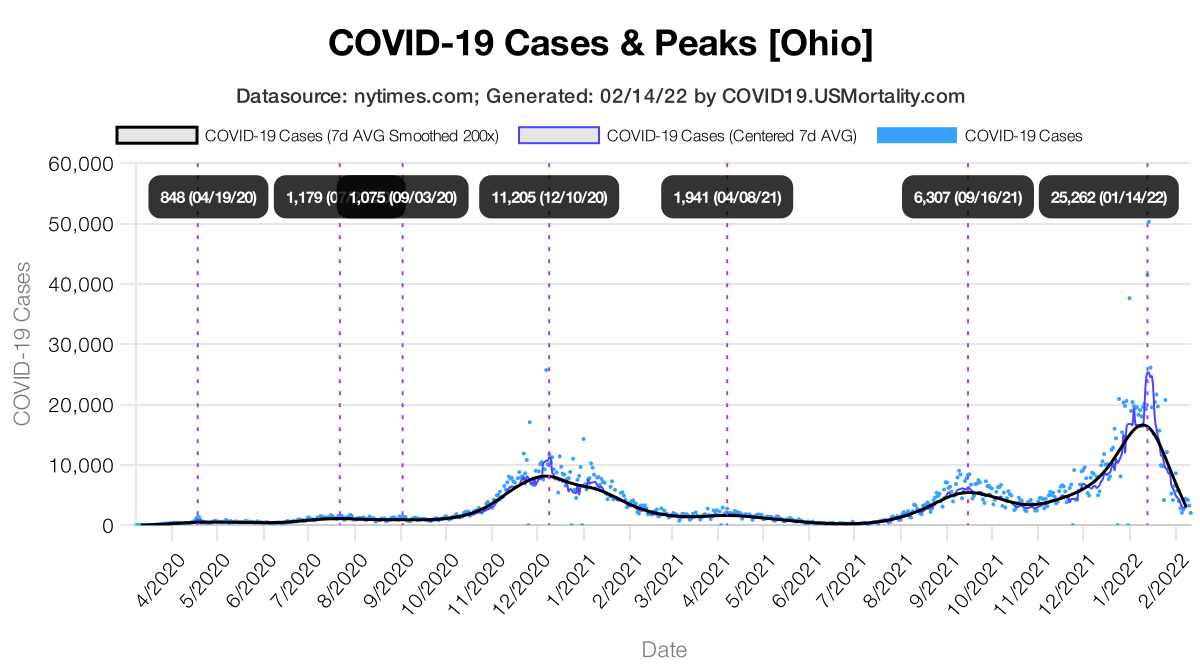 COVID-19 Cases & Peaks [Ohio]
Datasource: nytimes.com; Generated: 02/14/22 by COVID19.USMortality.com
COVID-19 Cases (7d AVG Smoothed 200x) COVID-19 Cases (Centered 7d AVG) COVID-19 Cases
60,000
848 (04/19/20) 1,179 (07/ 1,075 (09/03/20) 11,205 (12/10/20) 1,941 (04/08/21) 6,307 (09/16/21) 25,262 (01/14/22)
50,000
40,000
30,000
20,000
10,000
0
COVID-19 Cases
4/2020 5/2020 6/2020 7/2020 8/2020 9/2020 10/2020 11/2020 12/2020 1/2021 2/2021 3/2021 4/2021 5/2021 6/2021 7/2021 8/2021 9/2021 10/2021 11/2021 12/2021 1/2022 2/2022
Date